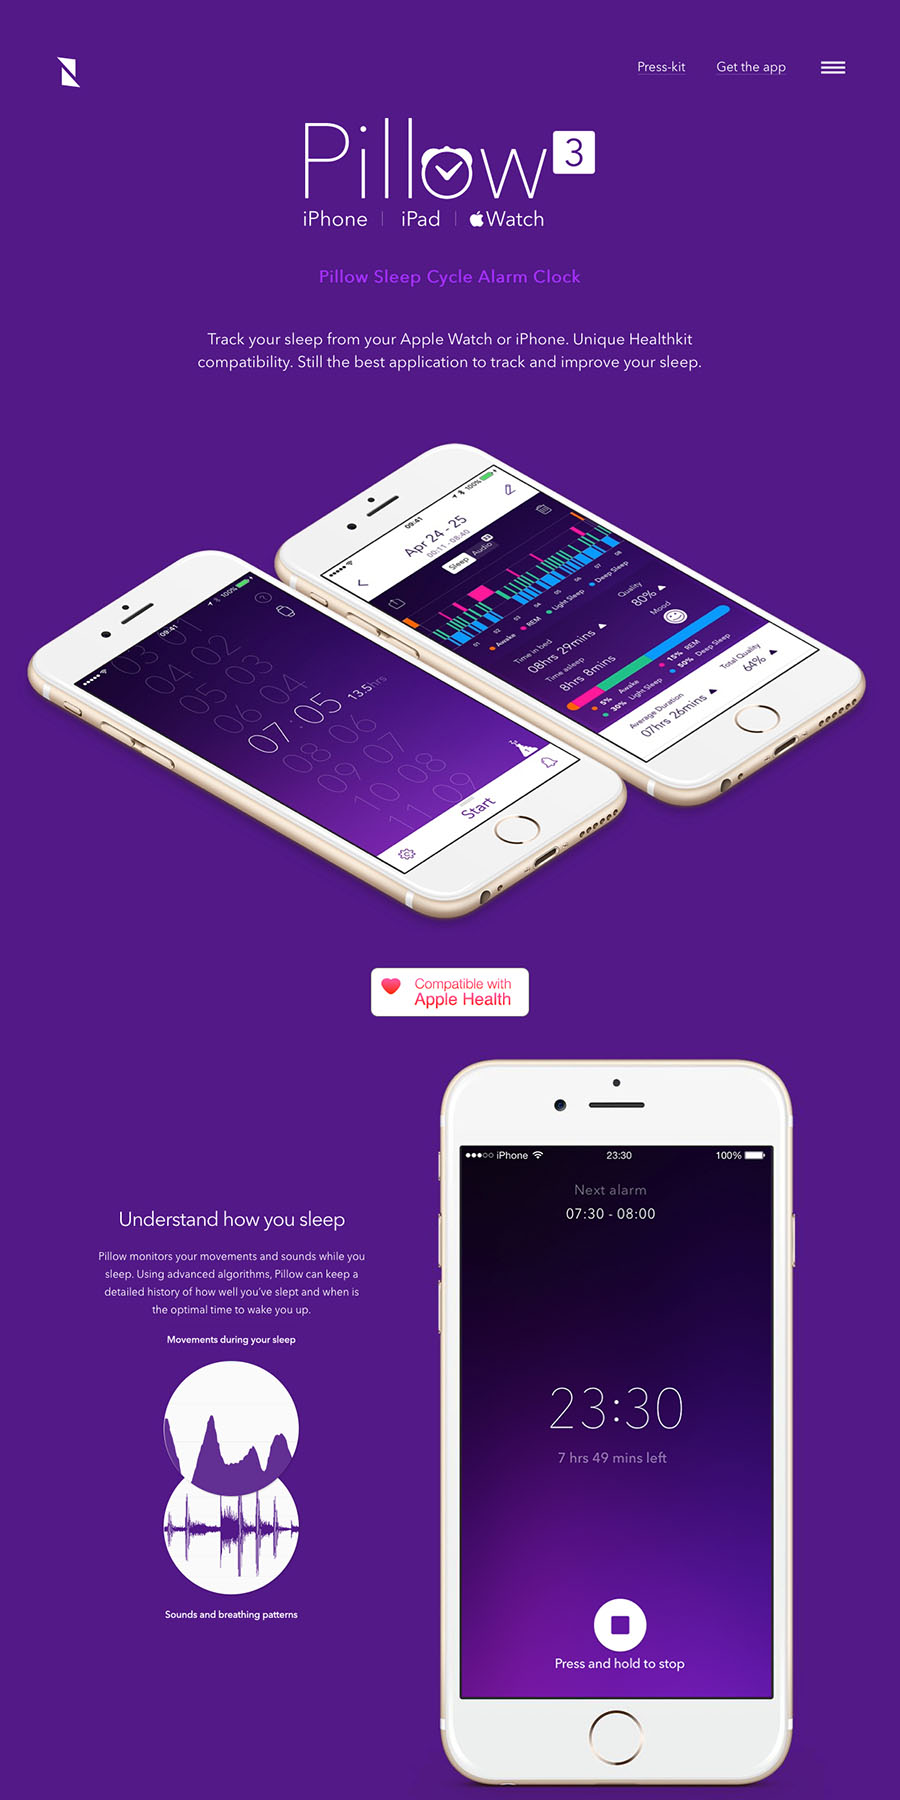 Press-kit
Get the app
Pillow 3
iPhone | iPad | Watch
Pillow Sleep Cycle Alarm Clock
Track your sleep from your Apple Watch or iPhone. Unique Healthkit
compatibility. Still the best application to track and improve your sleep.
09:41
100%
Apr 24 - 25
00:11 - 08:40
Sleep
Audio
01 02 03 04 05 06 07 08
Awake
REM
Light Sleep
Deep Sleep
Time in bed
08hrs 29mins
Quality
80%
Time asleep
8hrs 8mins
Mood
5% Awake
15% REM
30% Light Sleep
50% Deep Sleep
Average Duration
07hrs 26mins
Total Quality
64%
09:41
100%
03 01
04 02
05 03
06 04
07:05 13.5hrs
08 06
09 07
10 08
11 09
Start
Compatible with
Apple Health
iPhone
23:30
100%
Next alarm
07:30 - 08:00
Understand how you sleep
Pillow monitors your movements and sounds while you
sleep. Using advanced algorithms, Pillow can keep a
detailed history of how well you've slept and when is
the optimal time to wake you up.
Movements during your sleep
Sounds and breathing patterns
23:30
7 hrs 49 mins left
Press and hold to stop